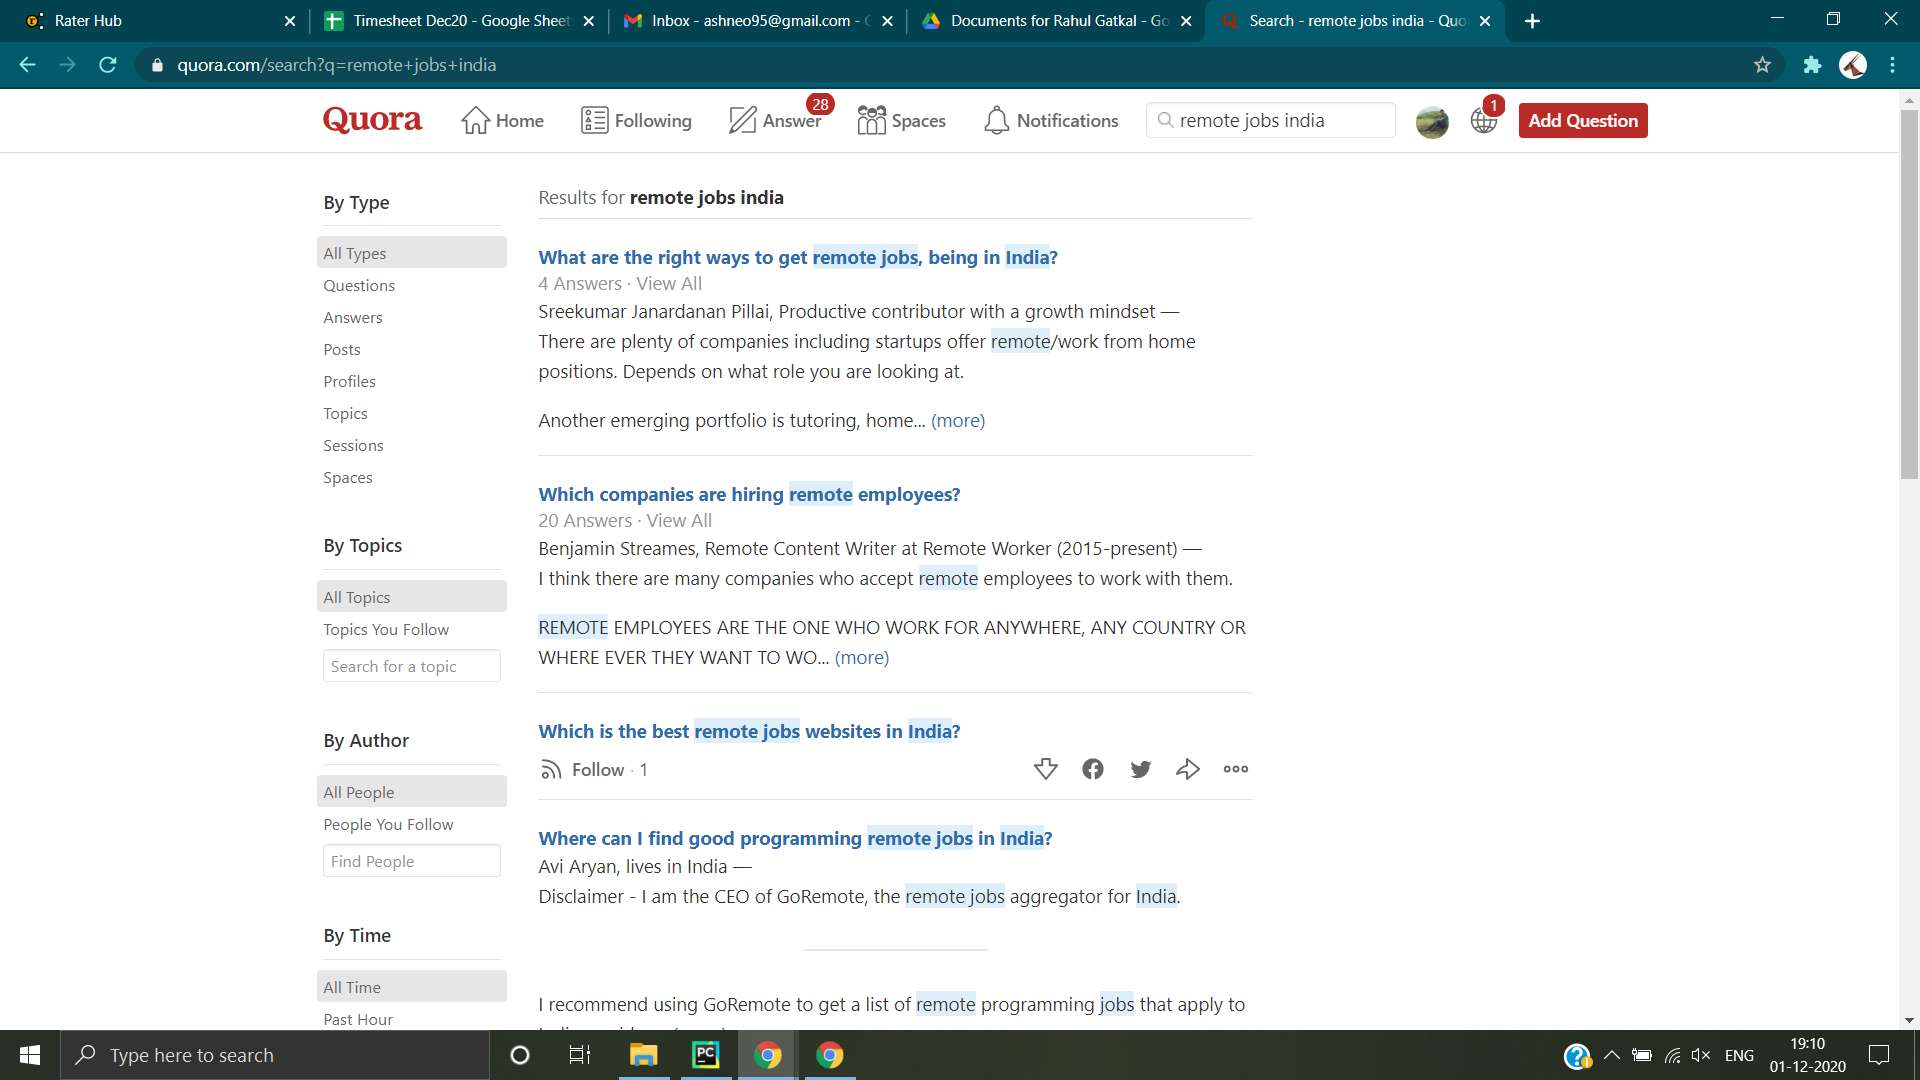 Rater Hub
Timesheet Dec20 - Google Sheet
Inbox - ashneo95@gmail.com -
Documents for Rahul Gatkal - Go
Search - remote jobs india - Quo
quora.com/search?q=remote+jobs+india
Quora
Home
Following
Answer
28
Spaces
Notifications
remote jobs india
1
Add Question
By Type
All Types
Questions
Answers
Posts
Profiles
Topics
Sessions
Spaces
By Topics
All Topics
Topics You Follow
Search for a topic
By Author
All People
People You Follow
Find People
By Time
All Time
Past Hour
Results for remote jobs india
What are the right ways to get remote jobs, being in India?
4 Answers · View All
Sreekumar Janardanan Pillai, Productive contributor with a growth mindset —
There are plenty of companies including startups offer remote/work from home
positions. Depends on what role you are looking at.
Another emerging portfolio is tutoring, home... (more)
Which companies are hiring remote employees?
20 Answers · View All
Benjamin Streames, Remote Content Writer at Remote Worker (2015-present) —
I think there are many companies who accept remote employees to work with them.
REMOTE EMPLOYEES ARE THE ONE WHO WORK FOR ANYWHERE, ANY COUNTRY OR
WHERE EVER THEY WANT TO WO... (more)
Which is the best remote jobs websites in India?
Follow · 1
Where can I find good programming remote jobs in India?
Avi Aryan, lives in India —
Disclaimer - I am the CEO of GoRemote, the remote jobs aggregator for India.
I recommend using GoRemote to get a list of remote programming jobs that apply to
Type here to search
PC
ENG
19:10
01-12-2020